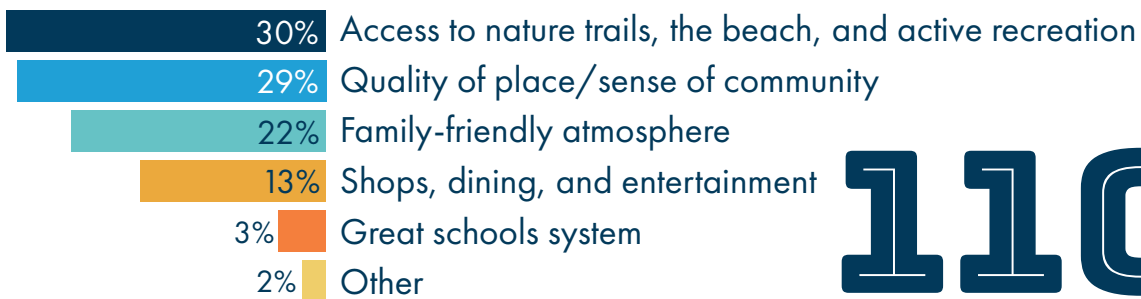 30% Access to nature trails, the beach, and active recreation
29% Quality of place/sense of community
22% Family-friendly atmosphere
13% Shops, dining, and entertainment
3% Great schools system
2% Other
110